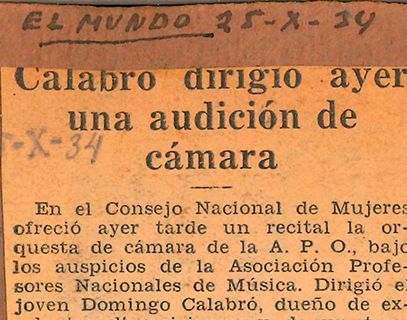 EL MUNDO 25-X-34
Calabró dirigió ayer
una audición de
5-X-34
cámara
En el Consejo Nacional de Mujeres
ofreció ayer tarde un recital la or-
questa de cámara de la A. P. O., bajo
los auspicios de la Asociación Profe-
sores Nacionales de Música. Dirigió el
joven Domingo Calabró, dueño de ex-